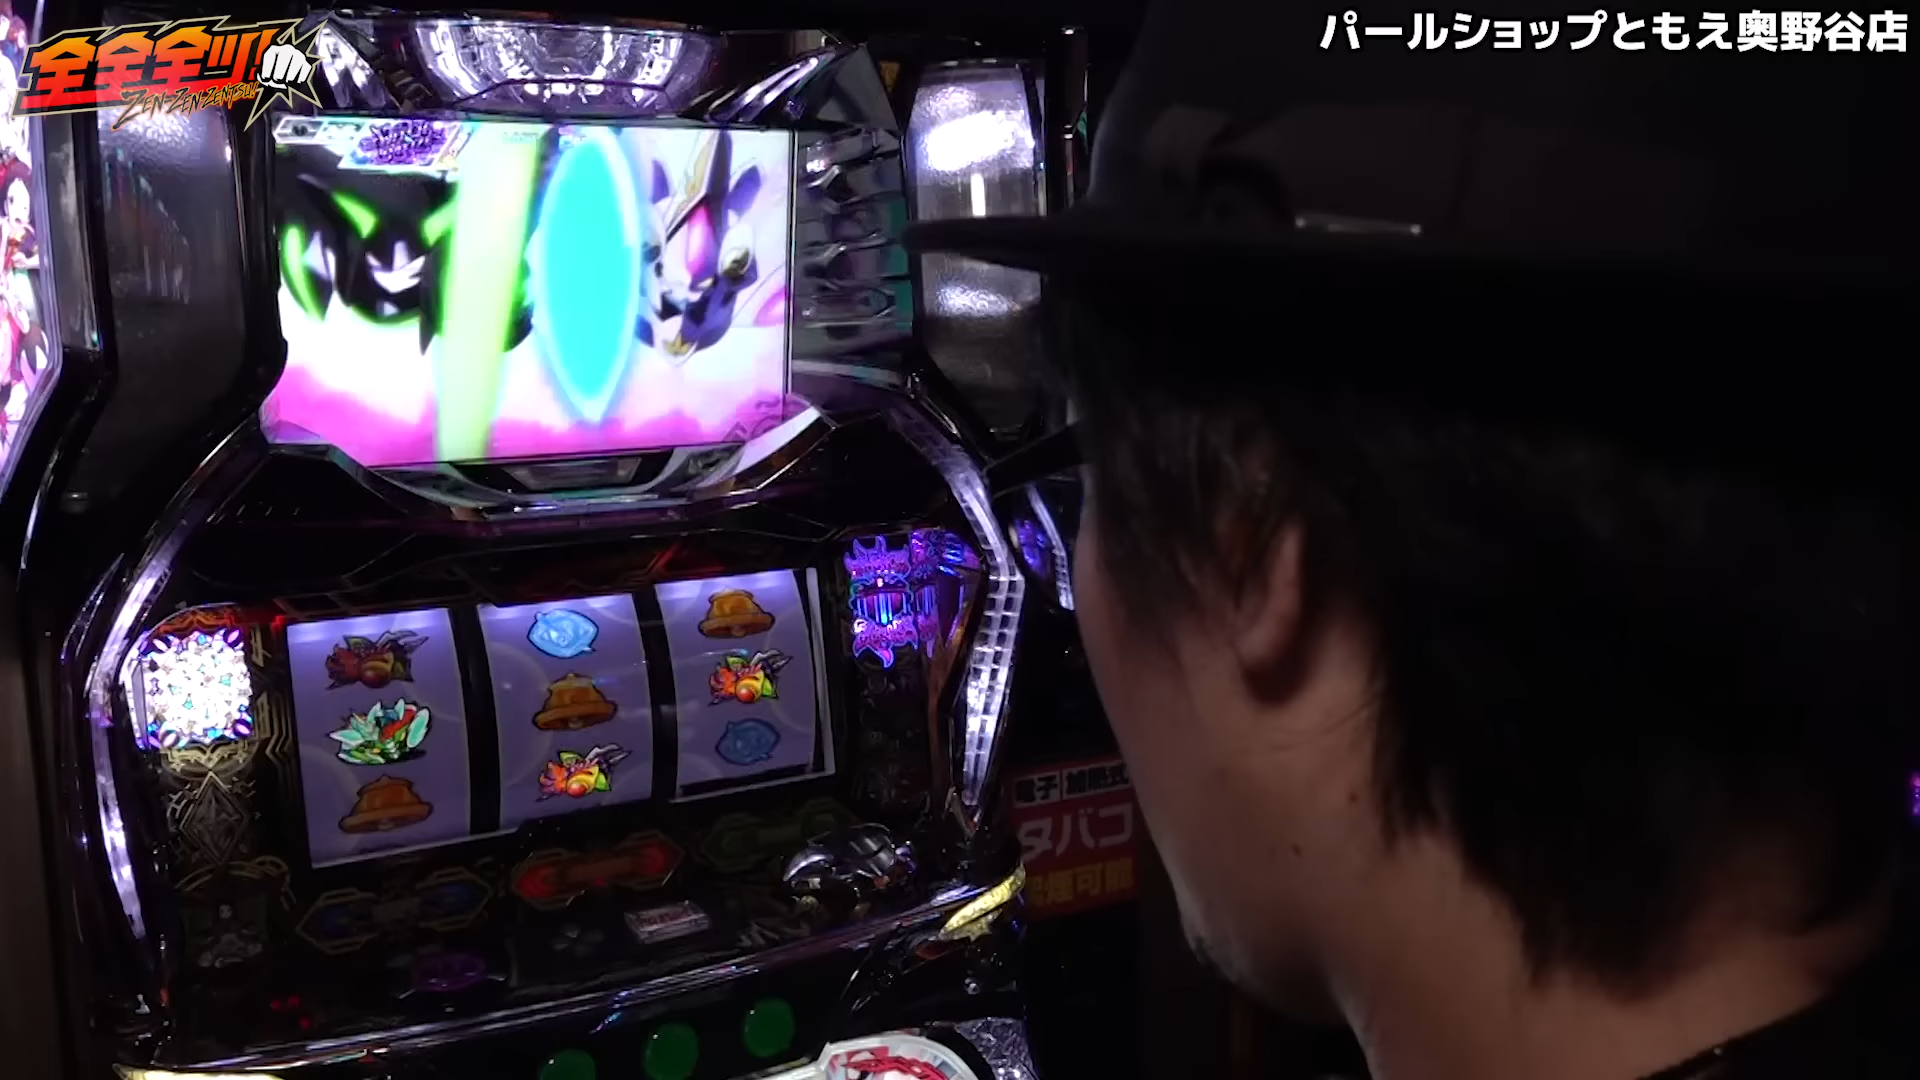 全全全ツ!
ZEN-ZEN-ZENTSU!
パールショップともえ奥野谷店
電子 加熱式
タバコ
喫煙可能